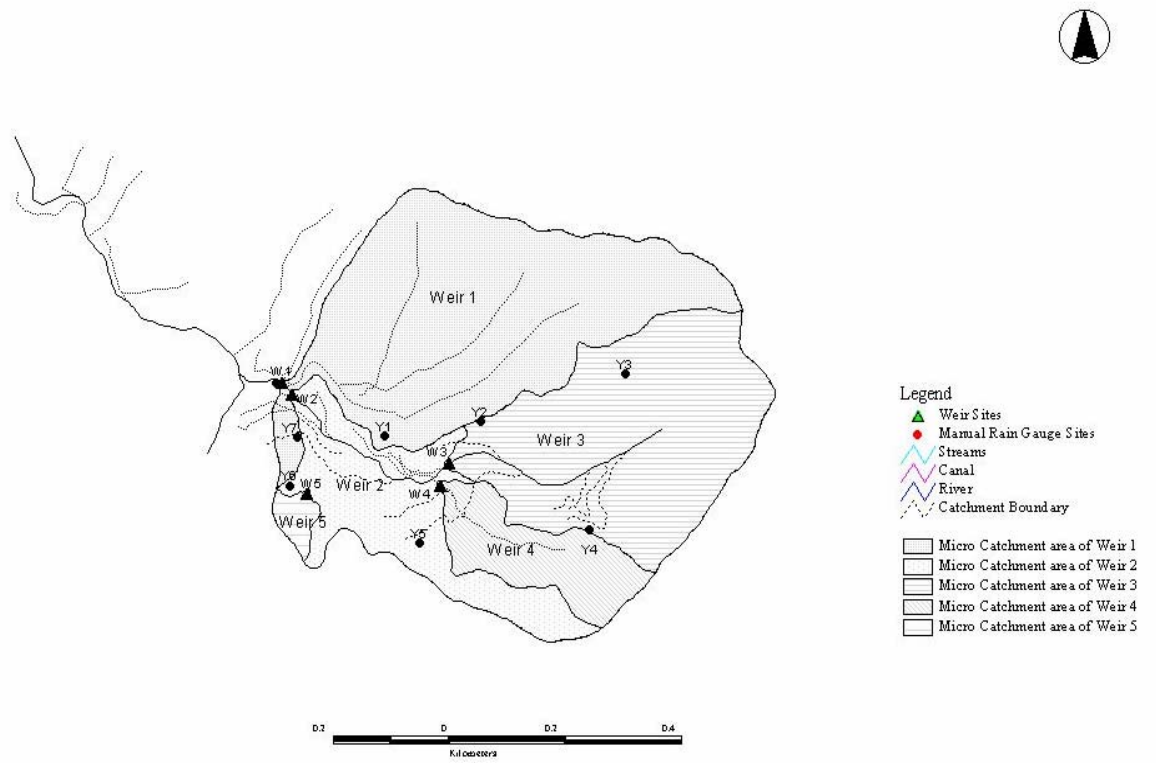 Weir 1
W.1
W2
Y3
Y2
Y1
Y7
Weir 3
W3
Y6
W5
Weir 2
W4
Weir 5
Y5
Weir 4
Y4
Legend
Weir Sites
Manual Rain Gauge Sites
Streams
Canal
River
Catchment Boundary
Micro Catchment area of Weir 1
Micro Catchment area of Weir 2
Micro Catchment area of Weir 3
Micro Catchment area of Weir 4
Micro Catchment area of Weir 5
0.2 0 0.2 0.4
Kilometers